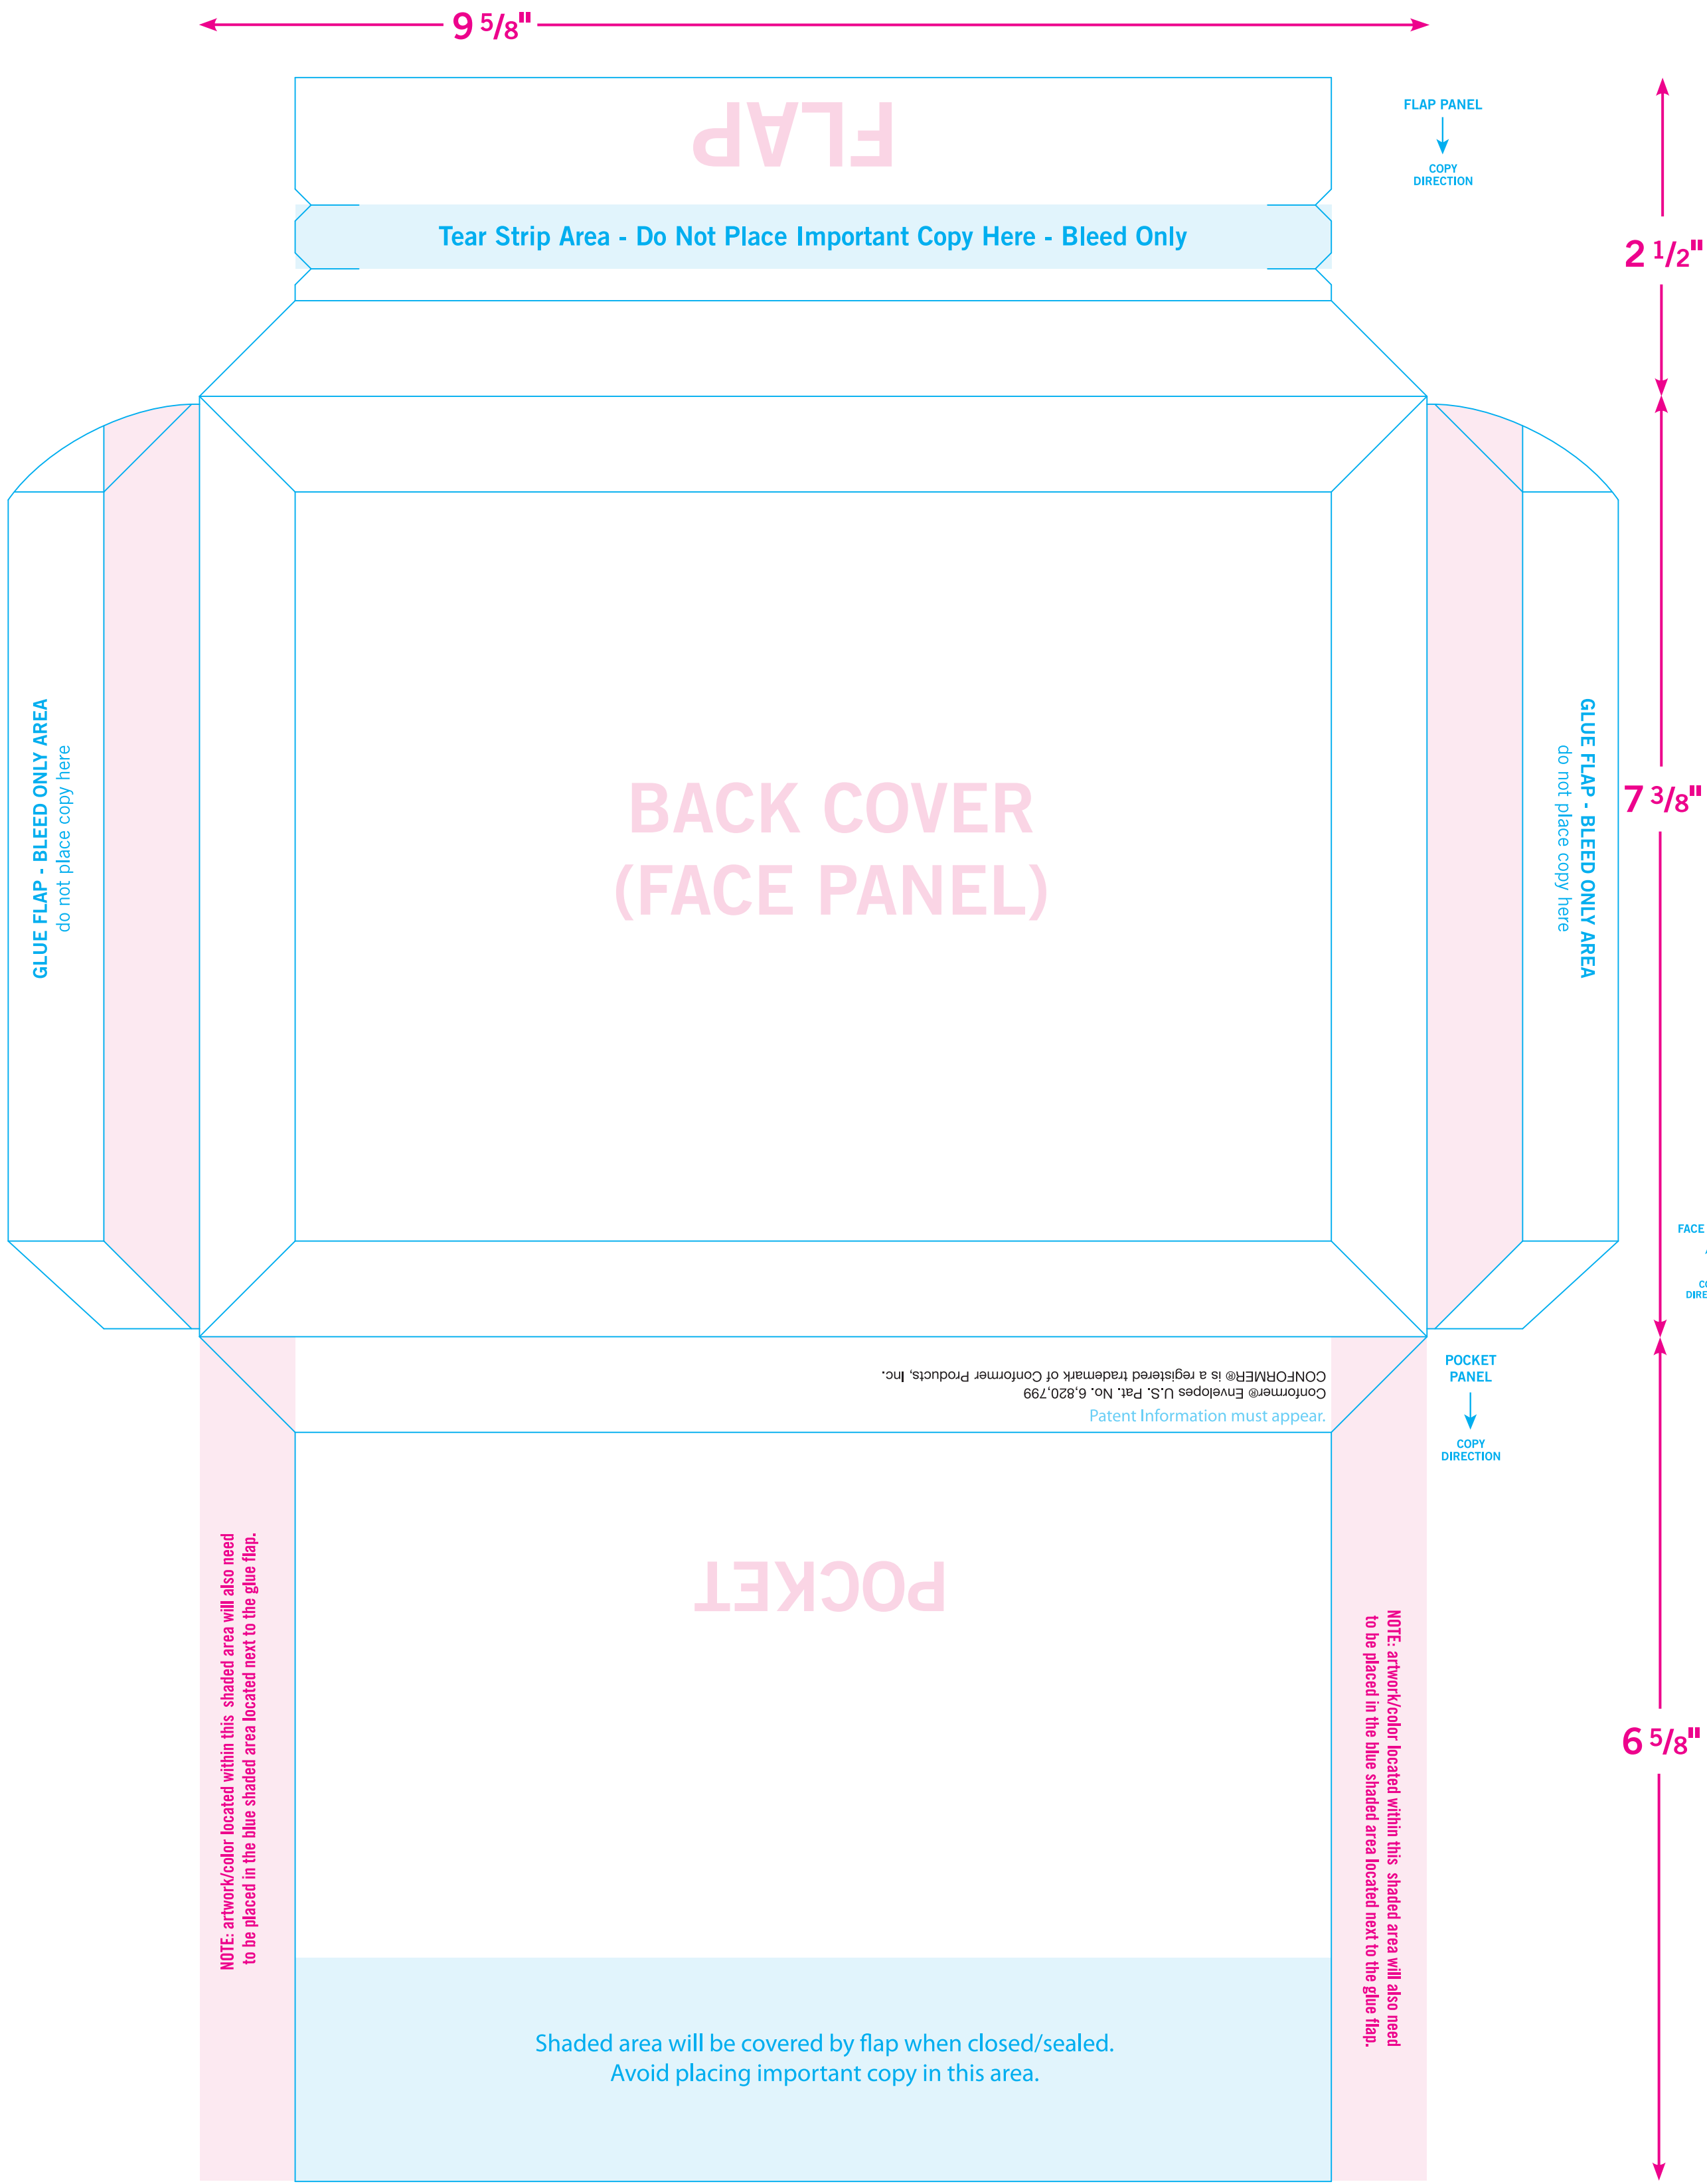 9 5/8"
FLAP
FLAP PANEL
COPY
DIRECTION
Tear Strip Area - Do Not Place Important Copy Here - Bleed Only
2 1/2"
GLUE FLAP - BLEED ONLY AREA
do not place copy here
BACK COVER
(FACE PANEL)
GLUE FLAP - BLEED ONLY AREA
do not place copy here
7 3/8"
FACE
CONFORMER® is a registered trademark of Conformer Products, Inc.
Conformer® Envelopes U.S. Pat. No. 6,820,799
Patent Information must appear.
POCKET
PANEL
COPY
DIRECTION
POCKET
NOTE: artwork/color located within this shaded area will also need
to be placed in the blue shaded area located next to the glue flap.
NOTE: artwork/color located within this shaded area will also need
to be placed in the blue shaded area located next to the glue flap.
6 5/8"
Shaded area will be covered by flap when closed/sealed.
Avoid placing important copy in this area.